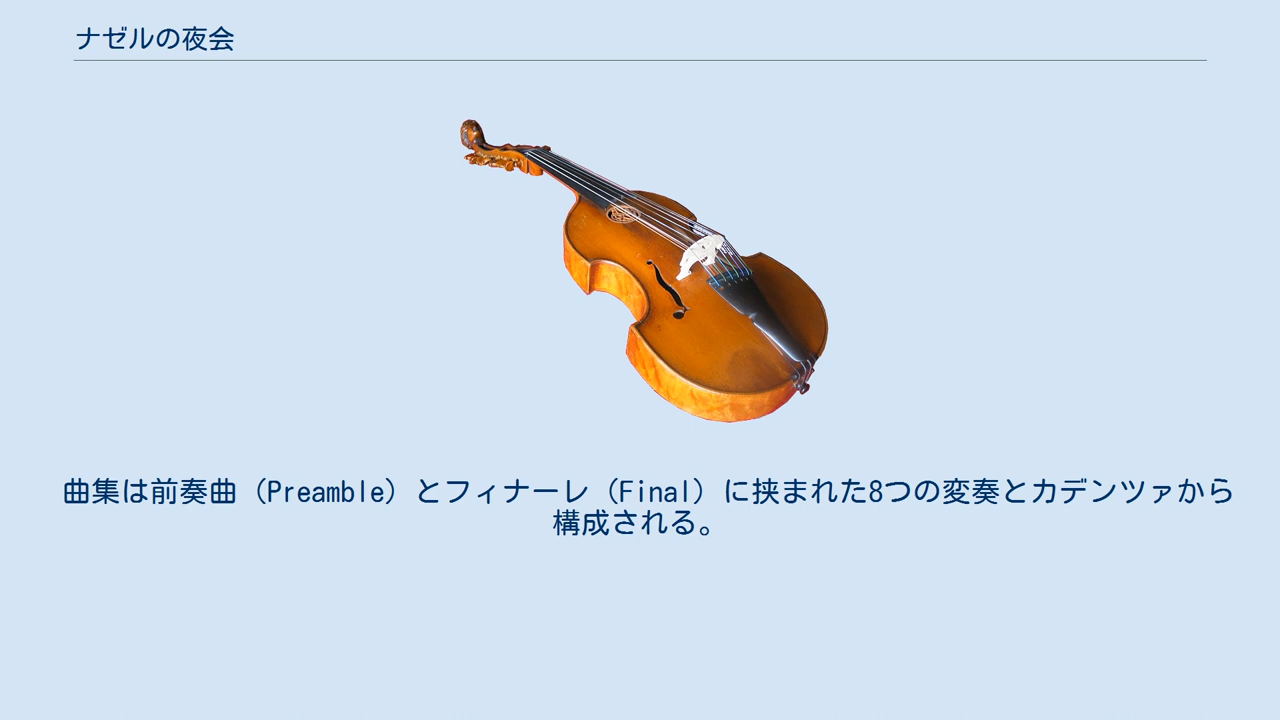 ナゼルの夜会
曲集は前奏曲（Preamble）とフィナーレ（Final）に挟まれた8つの変奏とカデンツァから
構成される。